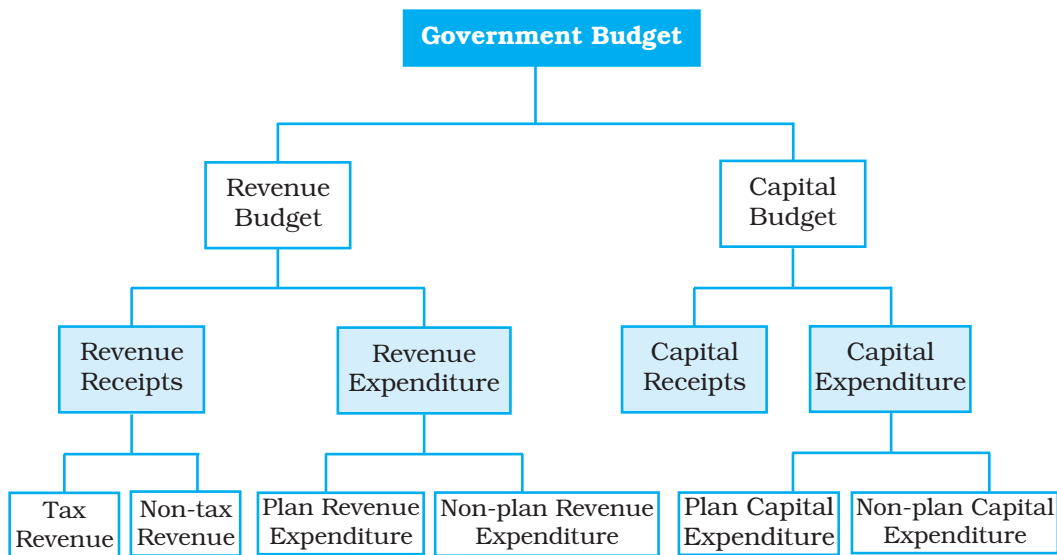 Government Budget
Revenue
Budget
Capital
Budget
Revenue
Receipts
Revenue
Expenditure
Capital
Receipts
Capital
Expenditure
Tax
Revenue
Non-tax
Revenue
Plan Revenue
Expenditure
Non-plan Revenue
Expenditure
Plan Capital
Expenditure
Non-plan Capital
Expenditure